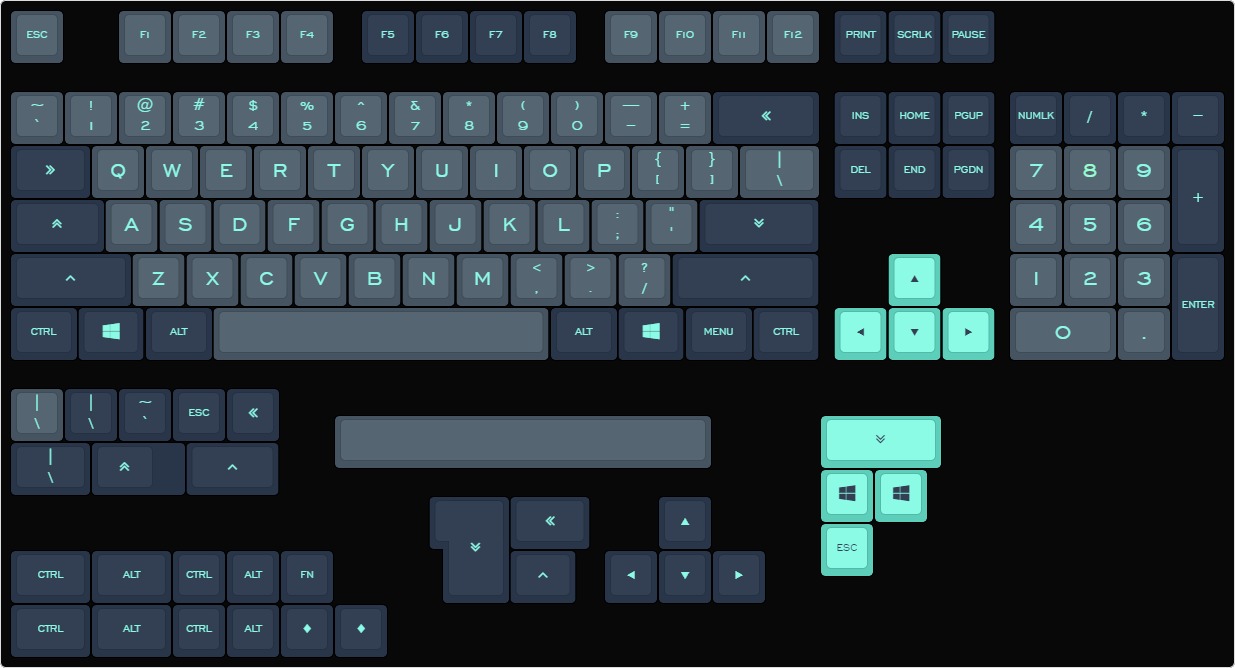 ESC F1 F2 F3 F4 F5 F6 F7 F8 F9 F10 F11 F12 PRINT SCRLK PAUSE
~ ! @ # $ % ^ & * ( ) — + « INS HOME PGUP NUMLK / * −
` 1 2 3 4 5 6 7 8 9 0 - =
» Q W E R T Y U I O P { } | DEL END PGDN 7 8 9 +
[ ] \
A S D F G H J K L : " 4 5 6
; '
^ Z X C V B N M < > ? ^ ▲ 1 2 3 ENTER
, . /
CTRL ALT ALT MENU CTRL ◄ ▼ ► 0 .
| | ~ ESC «
\ \ `
| ^
\
« ▲
ESC
CTRL ALT CTRL ALT FN ^ ◄ ▼ ►
CTRL ALT CTRL ALT ♦ ♦